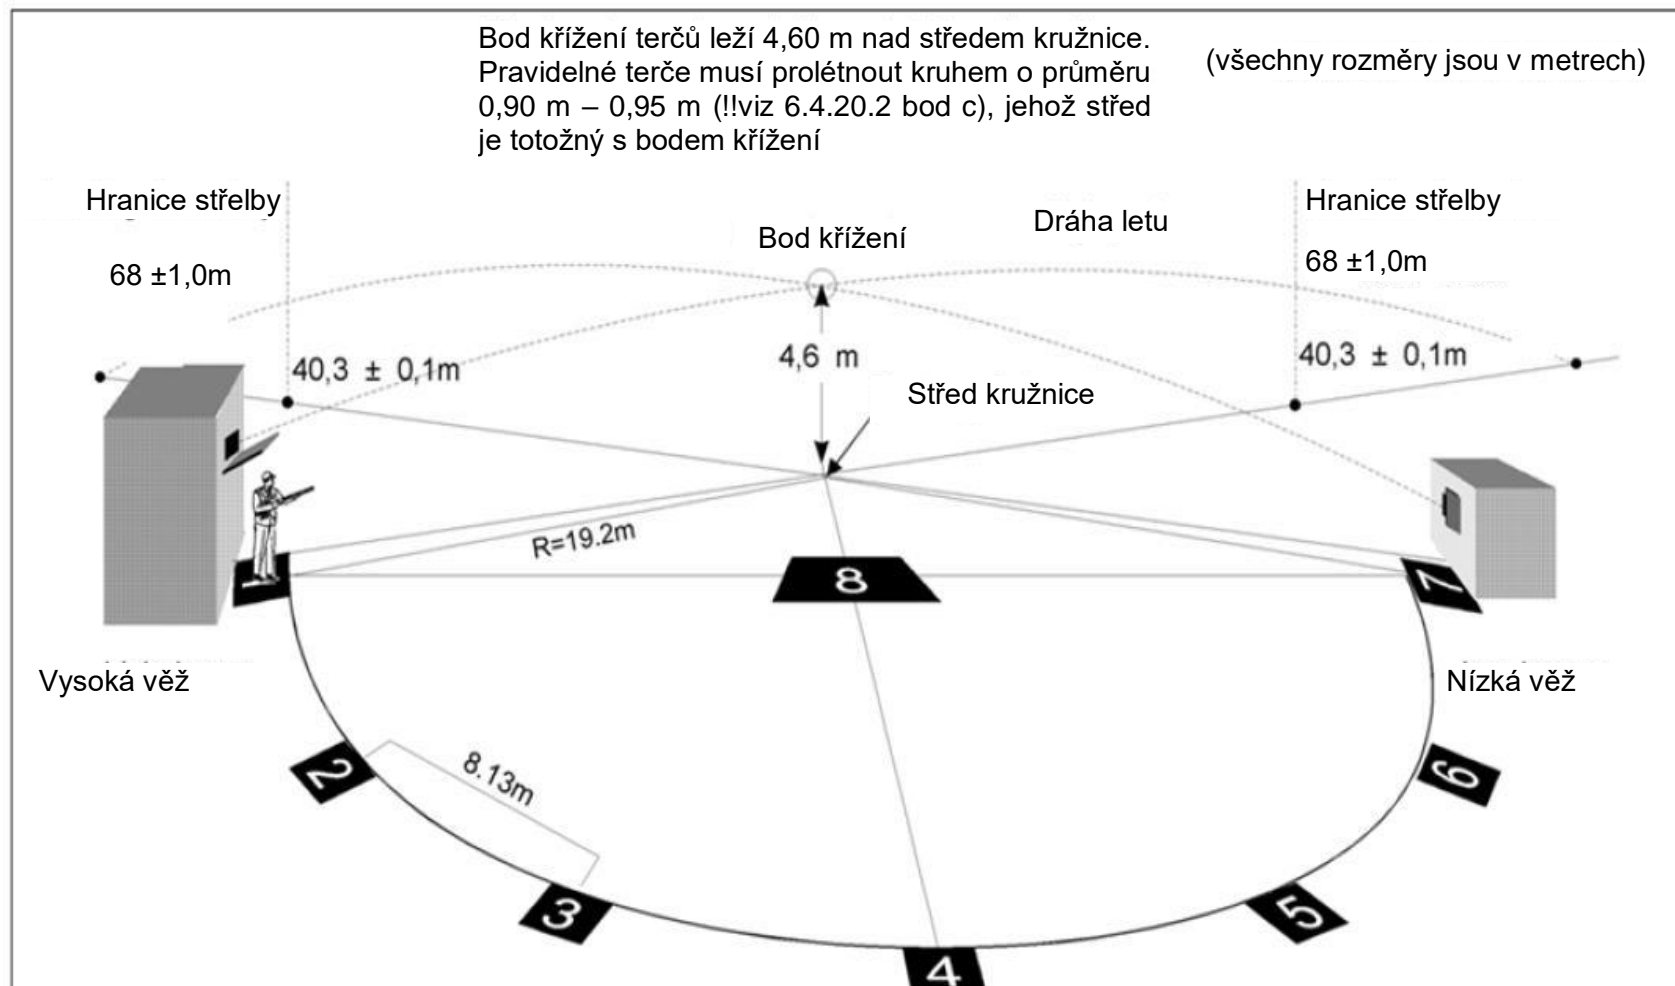 Bod křížení terčů leží 4,60 m nad středem kružnice.
Pravidelné terče musí prolétnout kruhem o průměru
0,90 m – 0,95 m (!!viz 6.4.20.2 bod c), jehož střed
je totožný s bodem křížení
(všechny rozměry jsou v metrech)
Hranice střelby
68 ±1,0m
Bod křížení
Dráha letu
Hranice střelby
68 ±1,0m
40,3 ± 0,1m
4,6 m
40,3 ± 0,1m
Střed kružnice
R=19.2m
1
8
7
Vysoká věž
Nízká věž
2
8.13m
6
3
5
4